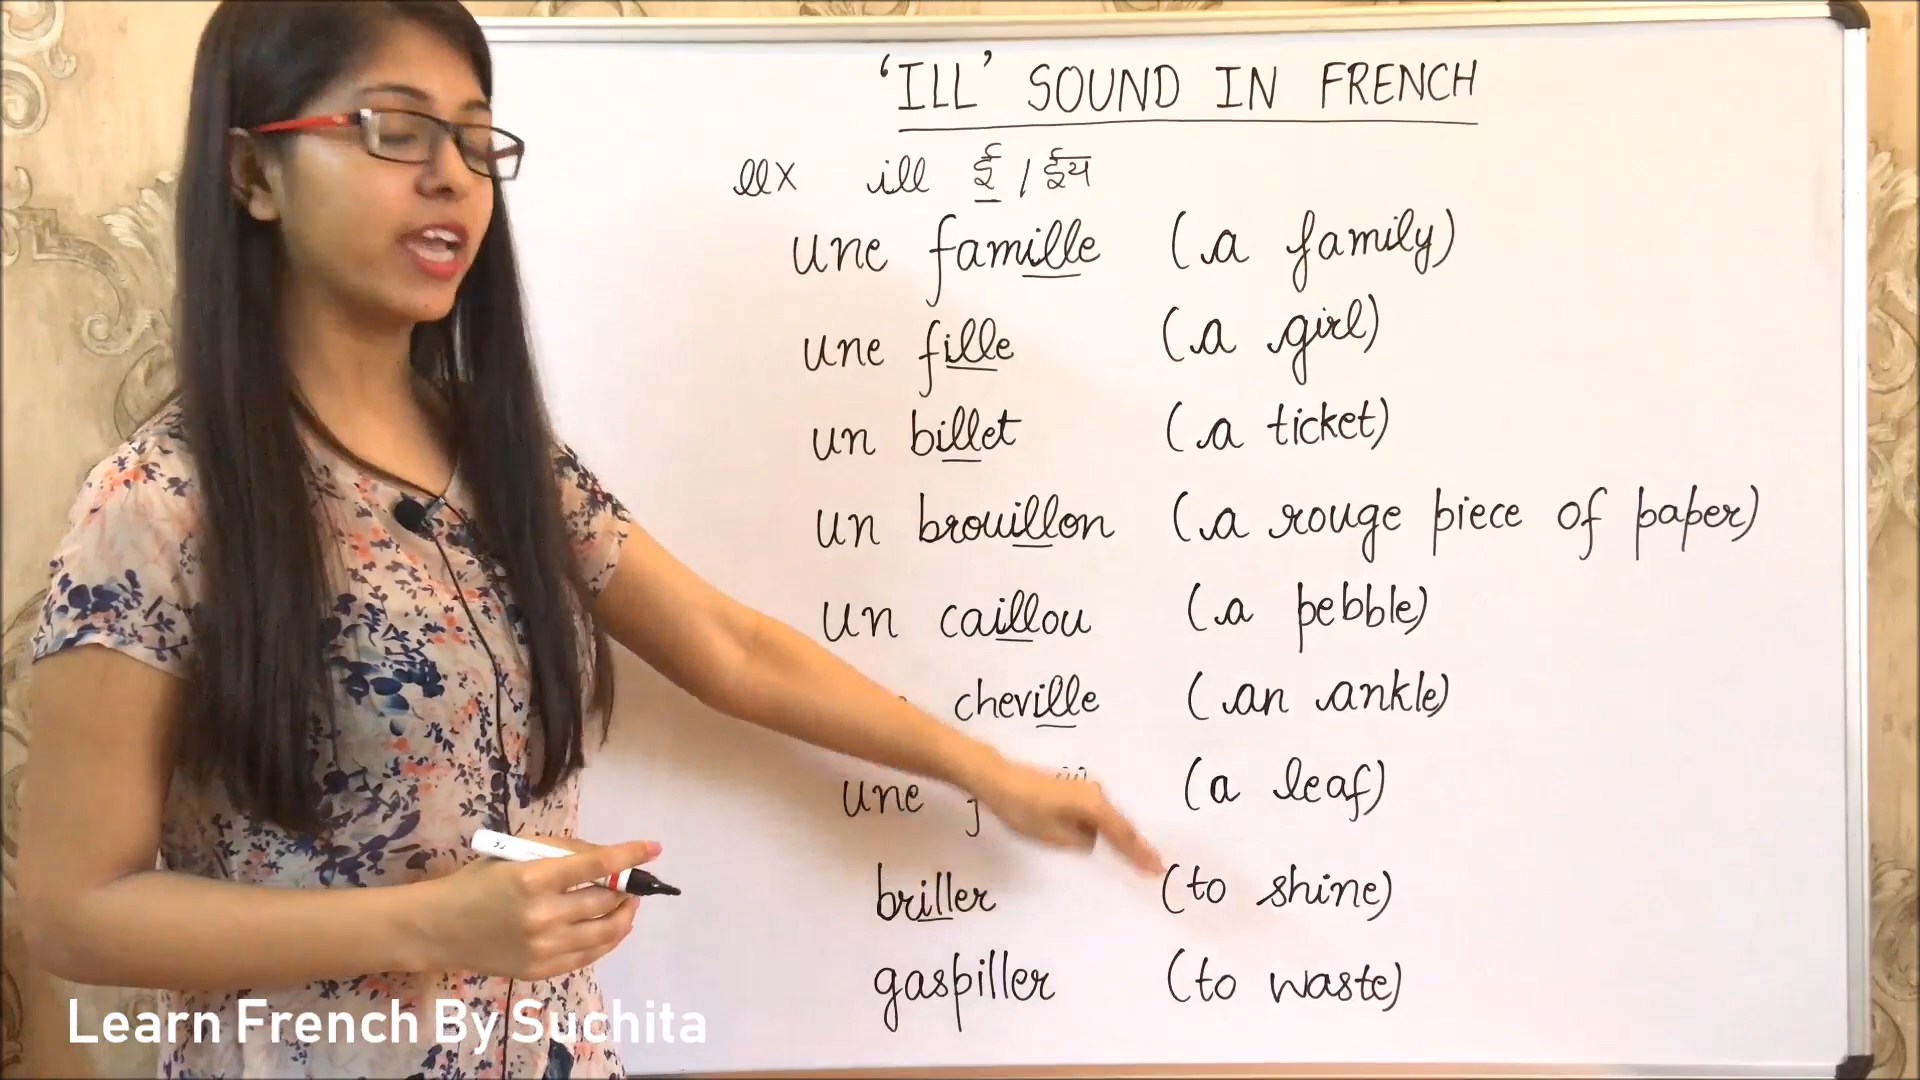 ‘ILL’ SOUND IN FRENCH
llx ill ई / ईय
une famille (a family)
une fille (a girl)
un billet (a ticket)
un brouillon (a rouge piece of paper)
un caillou (a pebble)
cheville (an ankle)
une (a leaf)
briller (to shine)
gaspiller (to waste)
Learn French By Suchita